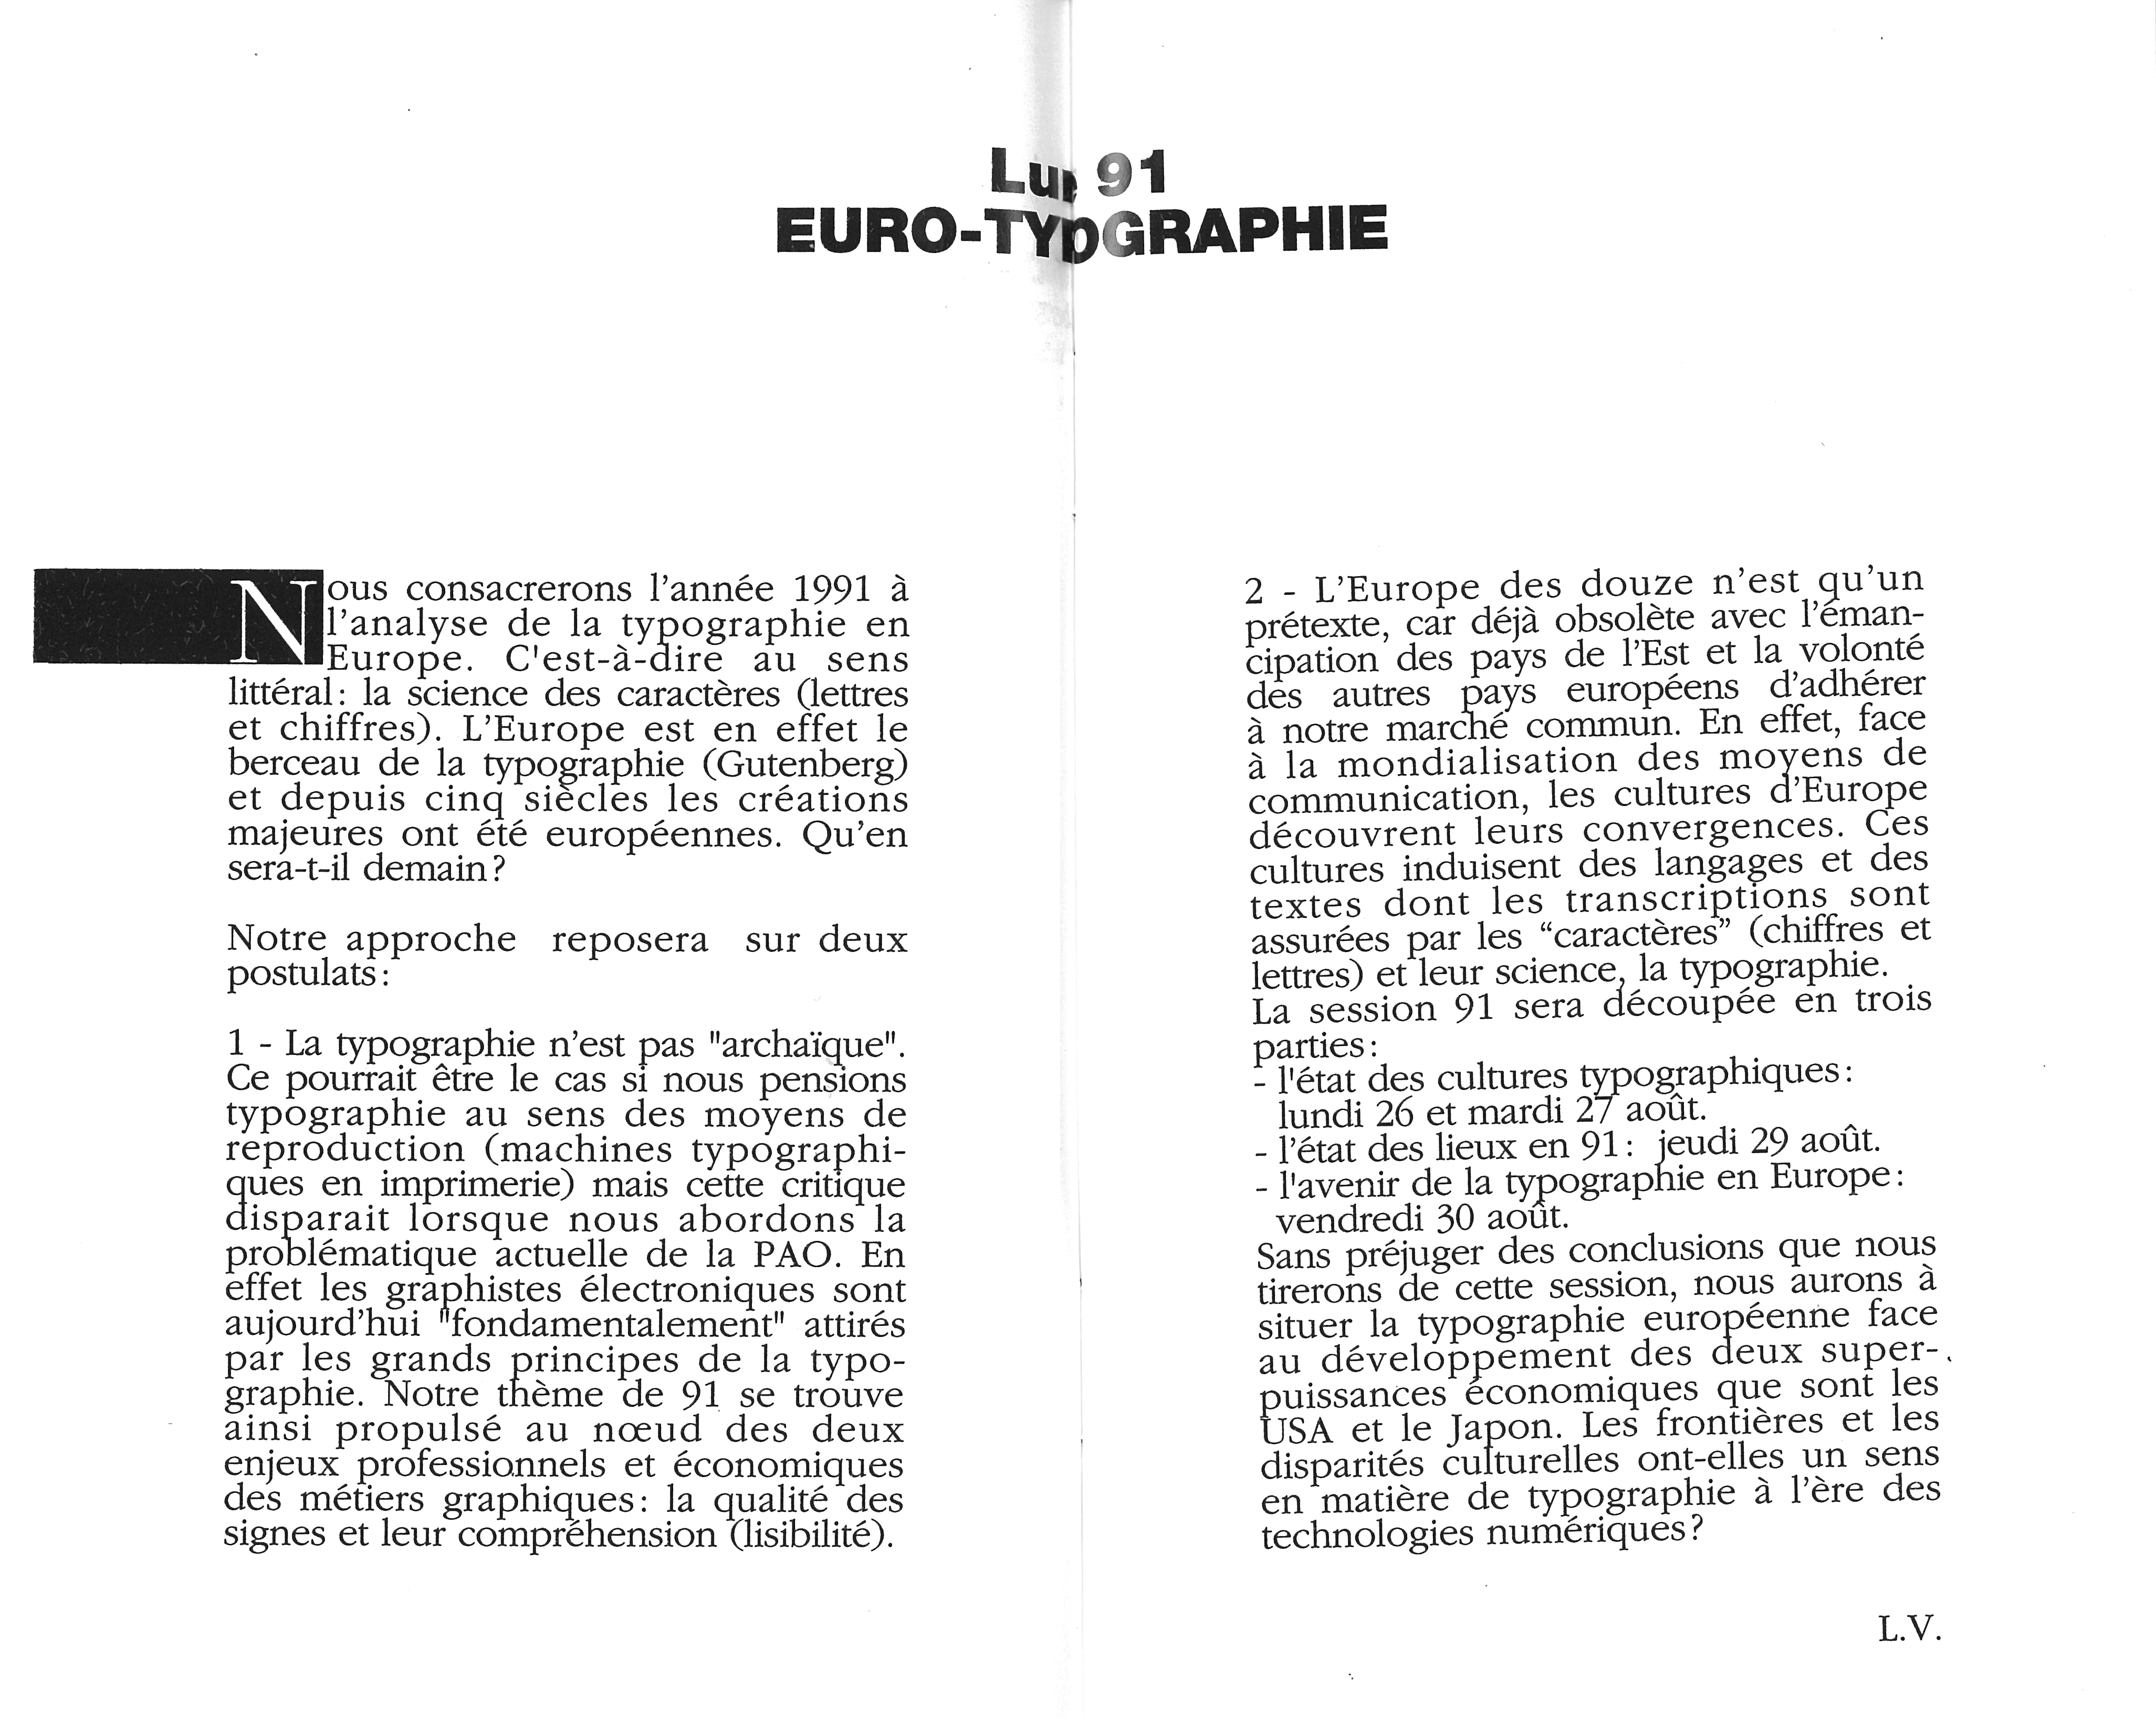 Lure 91
EURO-TYPOGRAPHIE
Nous consacrerons l’année 1991 à
l’analyse de la typographie en
Europe. C'est-à-dire au sens
littéral : la science des caractères (lettres
et chiffres). L’Europe est en effet le
berceau de la typographie (Gutenberg)
et depuis cinq siècles les créations
majeures ont été européennes. Qu’en
sera-t-il demain ?
Notre approche reposera sur deux
postulats :
1 - La typographie n’est pas "archaïque".
Ce pourrait être le cas si nous pensions
typographie au sens des moyens de
reproduction (machines typographi-
ques en imprimerie) mais cette critique
disparait lorsque nous abordons la
problématique actuelle de la PAO. En
effet les graphistes électroniques sont
aujourd’hui "fondamentalement" attirés
par les grands principes de la typo-
graphie. Notre thème de 91 se trouve
ainsi propulsé au nœud des deux
enjeux professionnels et économiques
des métiers graphiques : la qualité des
signes et leur compréhension (lisibilité).
2 - L’Europe des douze n’est qu’un
prétexte, car déjà obsolète avec l’éman-
cipation des pays de l’Est et la volonté
des autres pays européens d’adhérer
à notre marché commun. En effet, face
à la mondialisation des moyens de
communication, les cultures d’Europe
découvrent leurs convergences. Ces
cultures induisent des langages et des
textes dont les transcriptions sont
assurées par les “caractères” (chiffres et
lettres) et leur science, la typographie.
La session 91 sera découpée en trois
parties :
- l'état des cultures typographiques :
lundi 26 et mardi 27 août.
- l’état des lieux en 91 : jeudi 29 août.
- l'avenir de la typographie en Europe :
vendredi 30 août.
Sans préjuger des conclusions que nous
tirerons de cette session, nous aurons à
situer la typographie européenne face
au développement des deux super-
puissances économiques que sont les
USA et le Japon. Les frontières et les
disparités culturelles ont-elles un sens
en matière de typographie à l’ère des
technologies numériques ?
L.V.